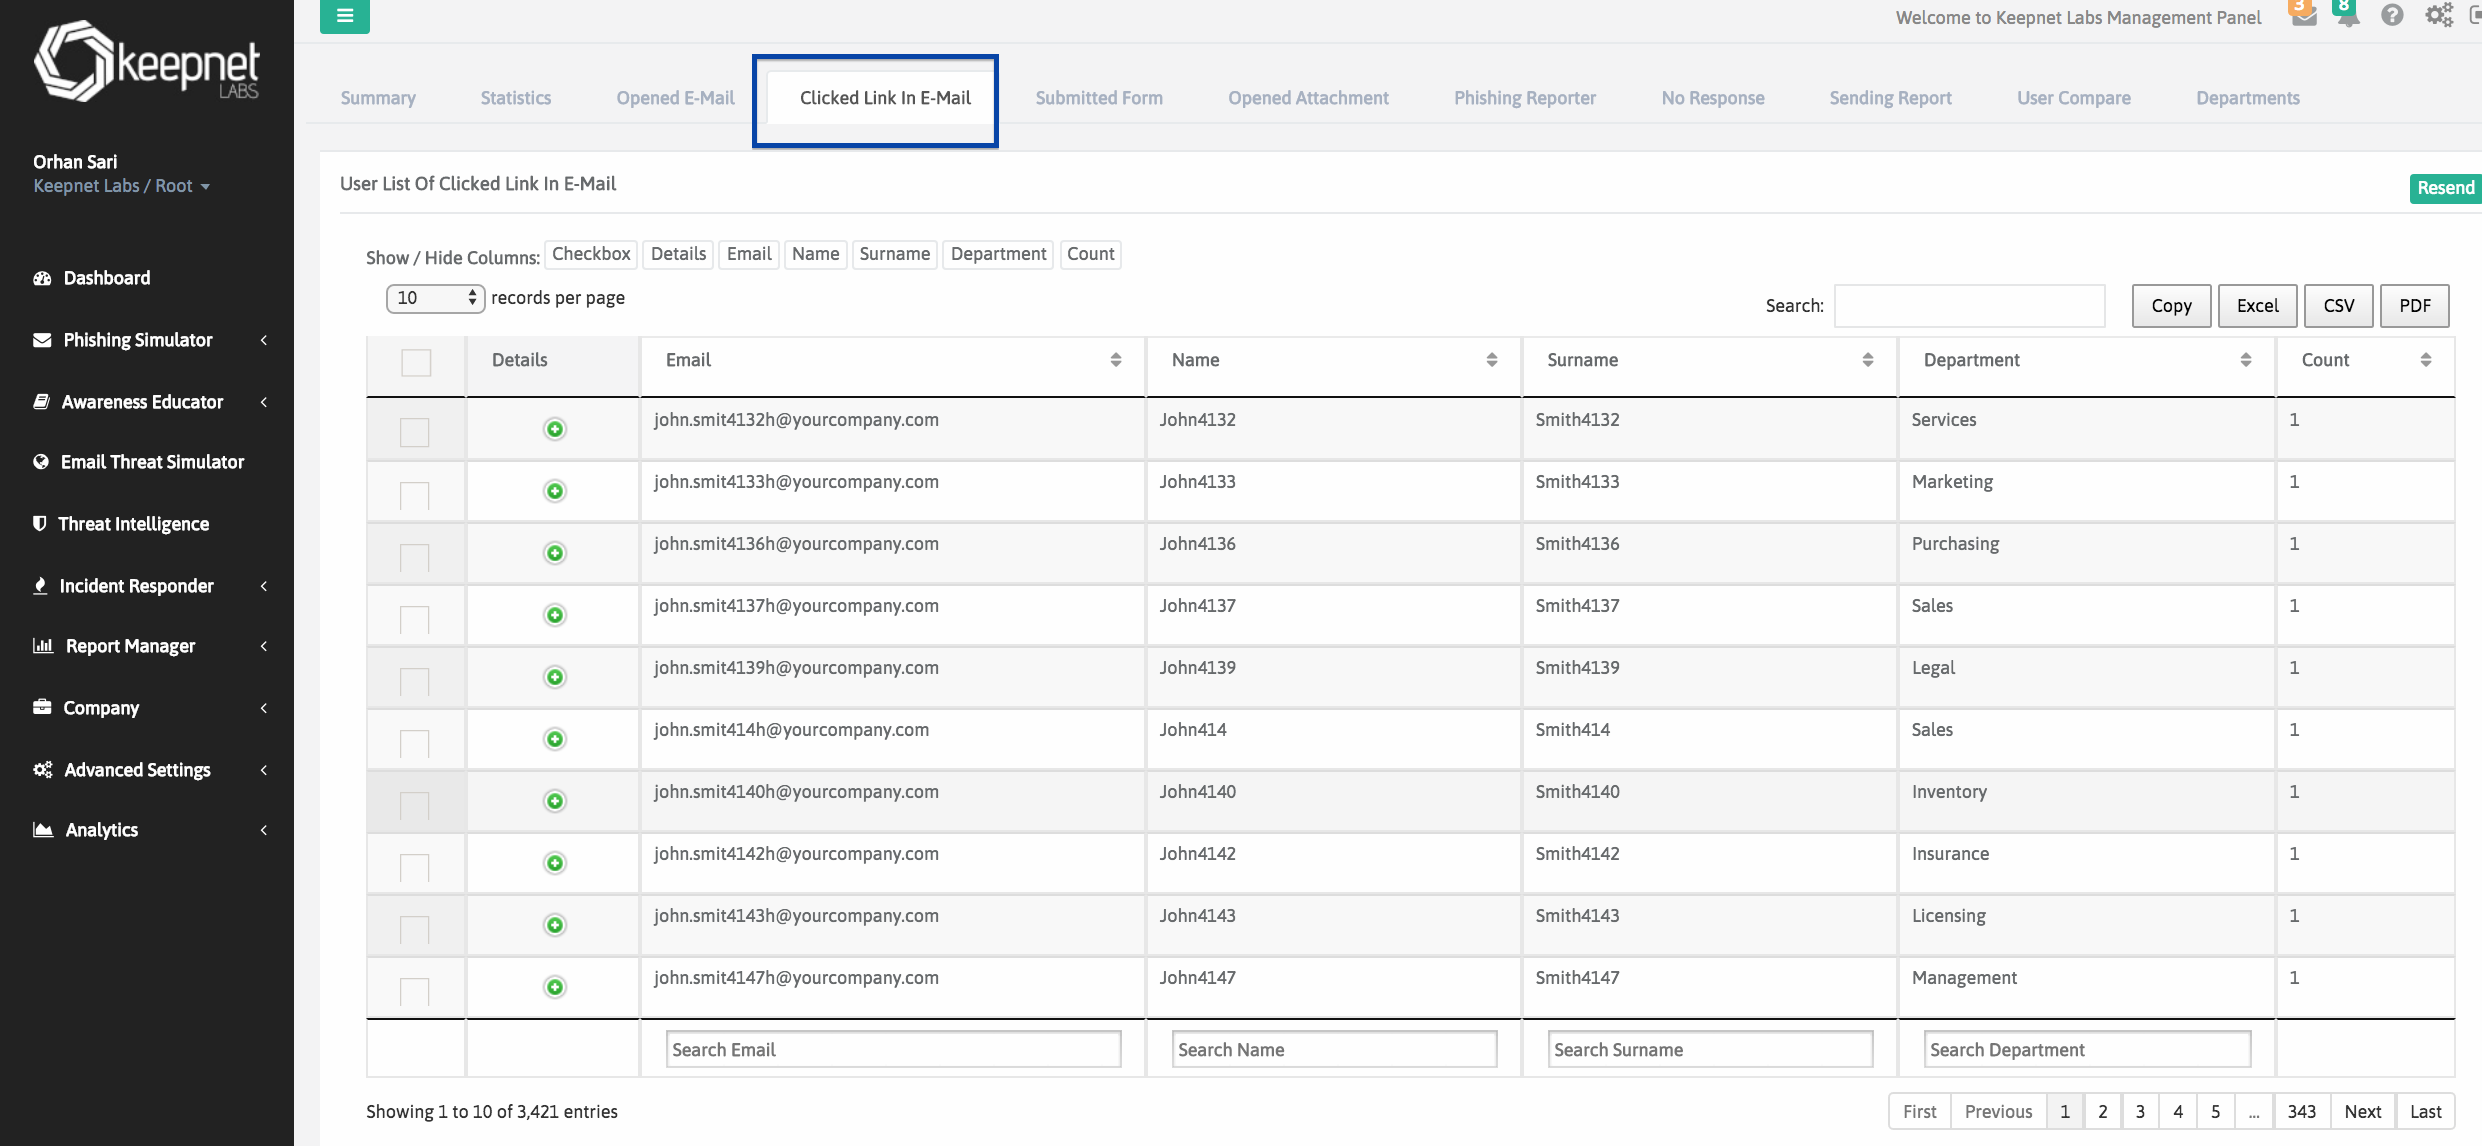 keepnet
LABS
Orhan Sari
Keepnet Labs / Root
Dashboard
Phishing Simulator
Awareness Educator
Email Threat Simulator
Threat Intelligence
Incident Responder
Report Manager
Company
Advanced Settings
Analytics
Welcome to Keepnet Labs Management Panel 3 8
Summary Statistics Opened E-Mail Clicked Link In E-Mail Submitted Form Opened Attachment Phishing Reporter No Response Sending Report User Compare Departments
User List Of Clicked Link In E-Mail Resend
Show / Hide Columns: Checkbox Details Email Name Surname Department Count
10 records per page Search: Copy Excel CSV PDF
Details Email Name Surname Department Count
john.smit4132h@yourcompany.com John4132 Smith4132 Services 1
john.smit4133h@yourcompany.com John4133 Smith4133 Marketing 1
john.smit4136h@yourcompany.com John4136 Smith4136 Purchasing 1
john.smit4137h@yourcompany.com John4137 Smith4137 Sales 1
john.smit4139h@yourcompany.com John4139 Smith4139 Legal 1
john.smit414h@yourcompany.com John414 Smith414 Sales 1
john.smit4140h@yourcompany.com John4140 Smith4140 Inventory 1
john.smit4142h@yourcompany.com John4142 Smith4142 Insurance 1
john.smit4143h@yourcompany.com John4143 Smith4143 Licensing 1
john.smit4147h@yourcompany.com John4147 Smith4147 Management 1
Search Email Search Name Search Surname Search Department
Showing 1 to 10 of 3,421 entries First Previous 1 2 3 4 5 ... 343 Next Last